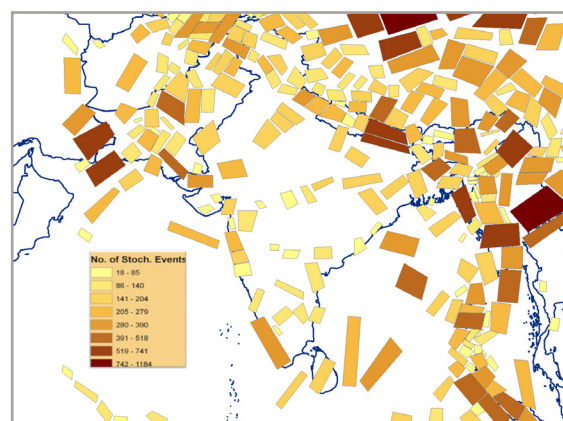 No. of Stoch. Events
18 - 85
86 - 140
141 - 204
205 - 279
280 - 390
391 - 518
519 - 741
742 - 1184